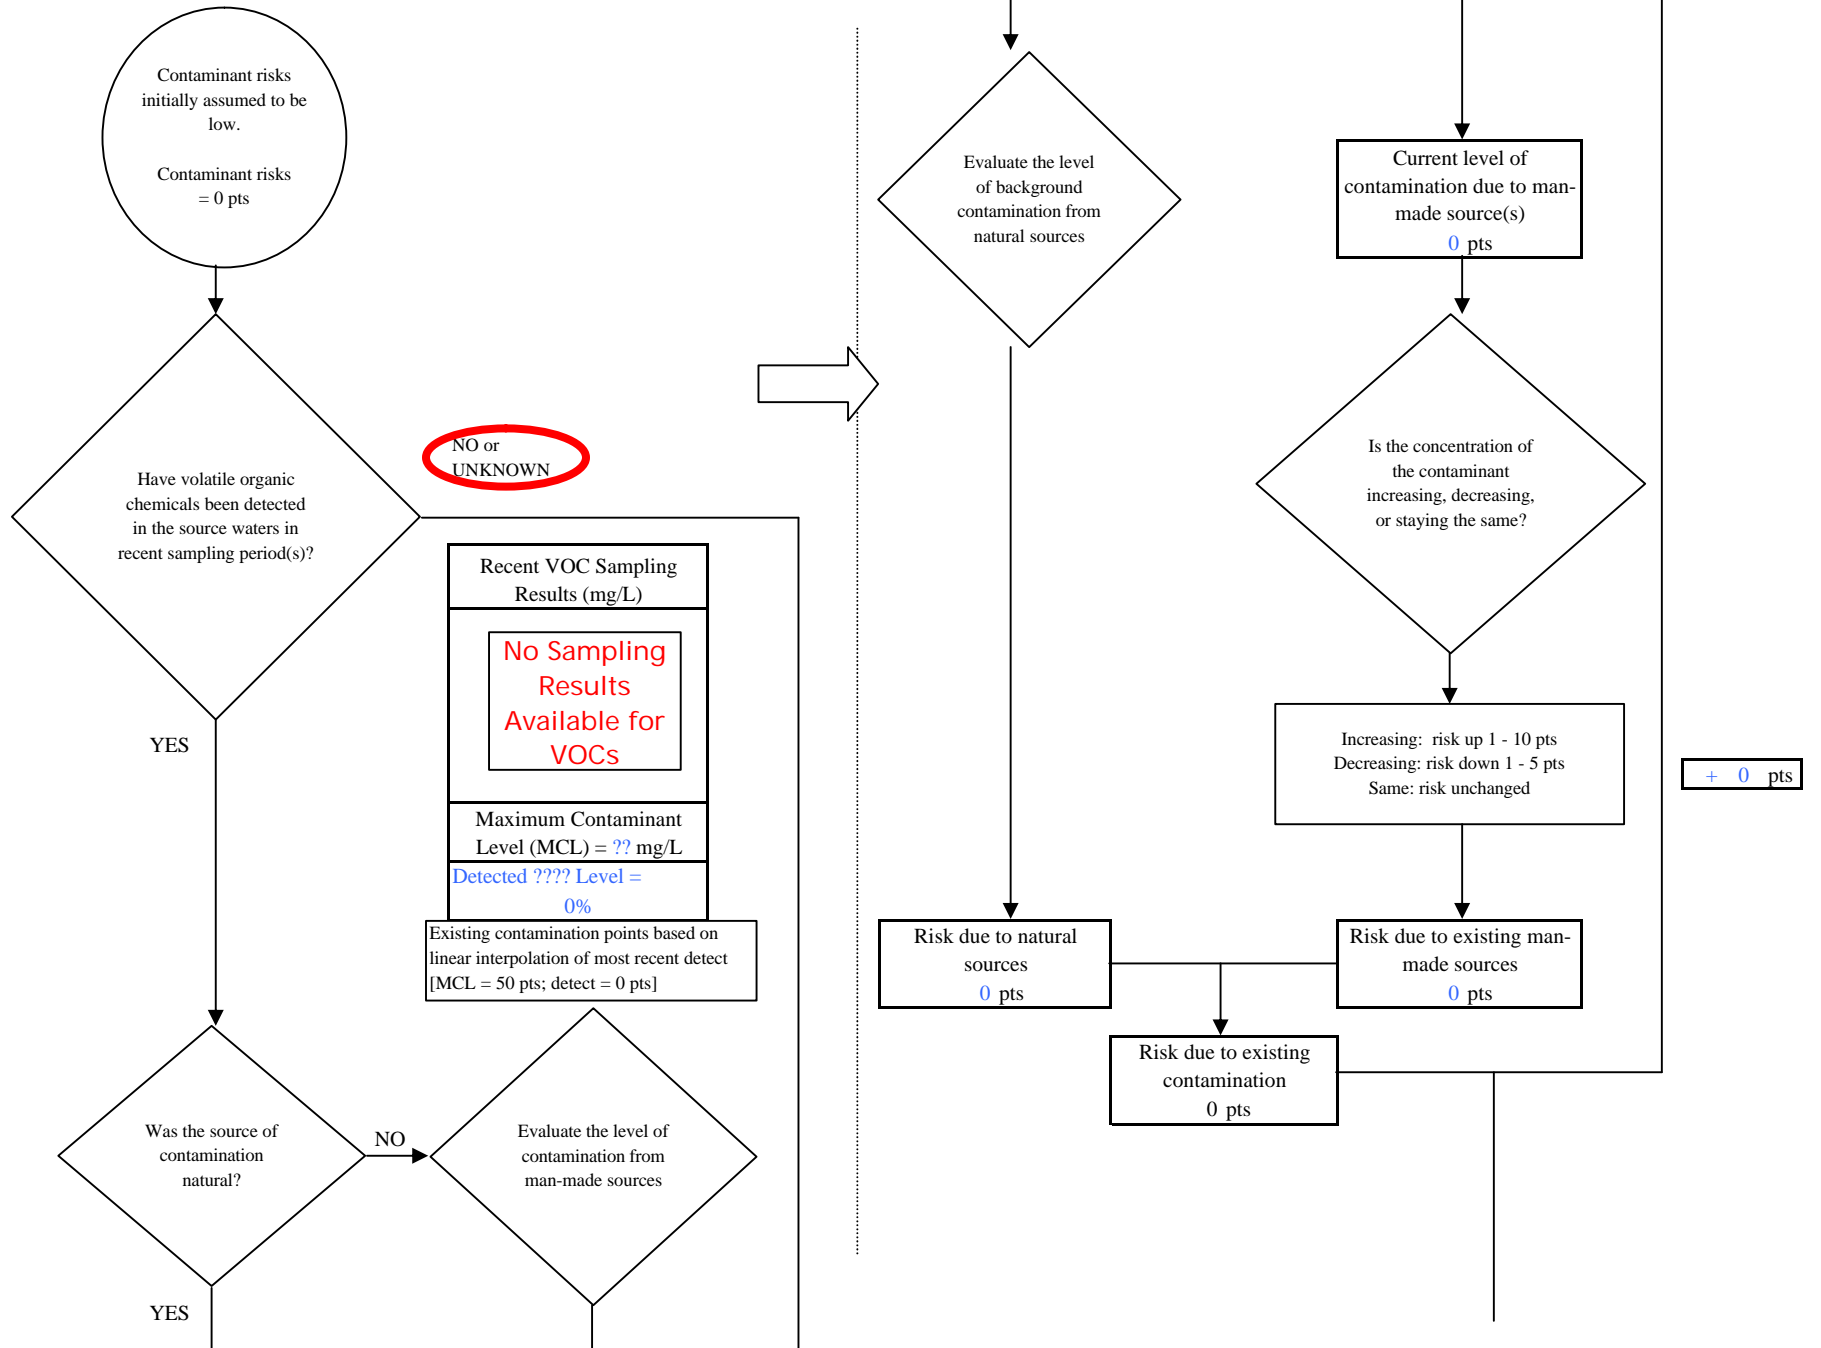 Contaminant risks
initially assumed to be
low.
Contaminant risks
= 0 pts
Have volatile organic
chemicals been detected
in the source waters in
recent sampling period(s)?
NO or
UNKNOWN
YES
Recent VOC Sampling
Results (mg/L)
No Sampling
Results
Available for
VOCs
Maximum Contaminant
Level (MCL) = ?? mg/L
Detected ???? Level =
0%
Existing contamination points based on
linear interpolation of most recent detect
[MCL = 50 pts; detect = 0 pts]
Was the source of
contamination
natural?
NO
Evaluate the level of
contamination from
man-made sources
YES
Evaluate the level
of background
contamination from
natural sources
Current level of
contamination due to man-
made source(s)
0 pts
Is the concentration of
the contaminant
increasing, decreasing,
or staying the same?
Increasing: risk up 1 - 10 pts
Decreasing: risk down 1 - 5 pts
Same: risk unchanged
+ 0 pts
Risk due to natural
sources
0 pts
Risk due to existing man-
made sources
0 pts
Risk due to existing
contamination
0 pts